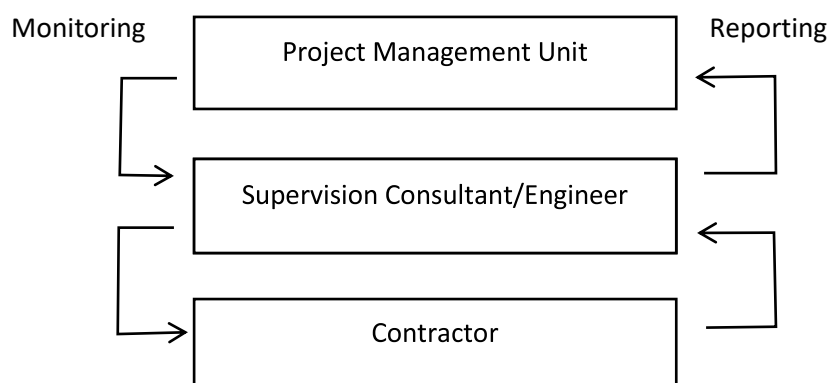 Monitoring
Project Management Unit
Reporting
Supervision Consultant/Engineer
Contractor